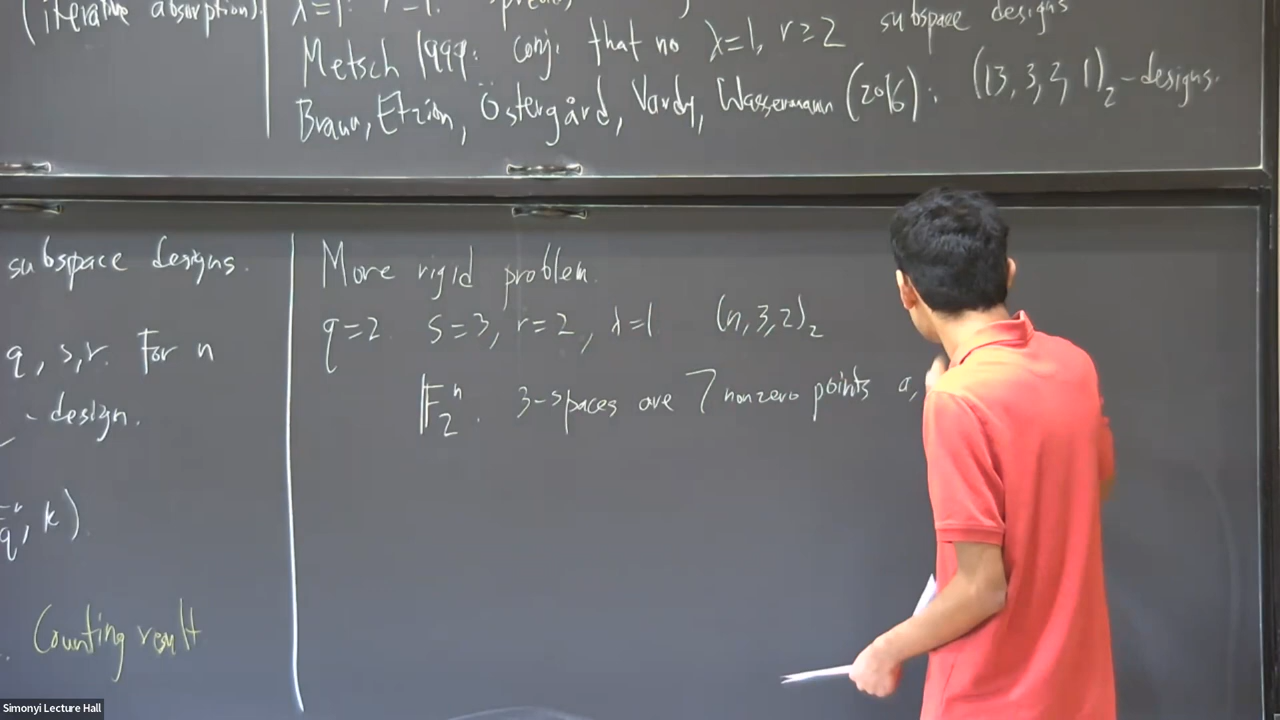 (iterative absorption).
λ=1.
Metsch 1999: conj. that no λ=1, r≥2 subspace designs
Braun, Etzion, Östergård, Vardy, Wassermann (2016): (13, 3, 2, 1)₂-designs.
subspace designs.
q, s, r. For n
-design.
k).
Counting result
More rigid problem.
q=2. s=3, r=2, λ=1 (n,3,2)₂
𝔽₂ⁿ. 3-spaces are 7 nonzero points a,
Simonyi Lecture Hall